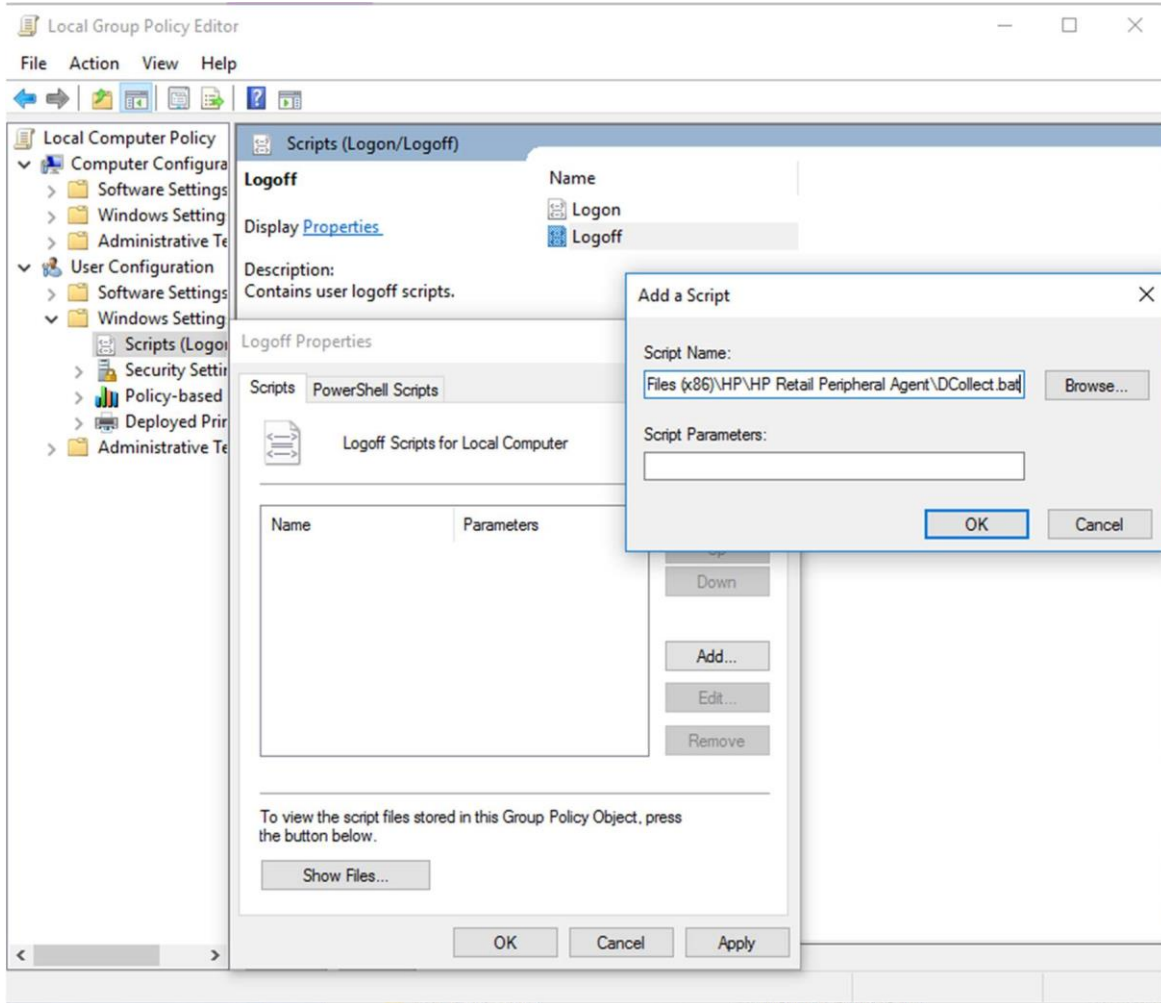 Local Group Policy Editor
File Action View Help
Local Computer Policy
Computer Configura
Software Settings
Windows Setting
Administrative Te
User Configuration
Software Settings
Windows Setting
Scripts (Logo
Security Settir
Policy-based
Deployed Prir
Administrative Te
Scripts (Logon/Logoff)
Logoff
Display Properties
Description:
Contains user logoff scripts.
Name
Logon
Logoff
Logoff Properties
Scripts PowerShell Scripts
Logoff Scripts for Local Computer
Name Parameters
Down
Add...
Edit...
Remove
To view the script files stored in this Group Policy Object, press
the button below.
Show Files...
OK Cancel Apply
Add a Script
Script Name:
Files (x86)\HP\HP Retail Peripheral Agent\DCollect.bat
Browse...
Script Parameters:
OK Cancel